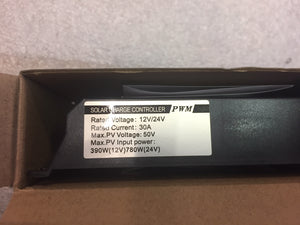 SOLAR CHARGE CONTROLLER PWM
Rated Voltage: 12V/24V
Rated Current: 30A
Max.PV Voltage: 50V
Max.PV Input power:
390W(12V)780W(24V)